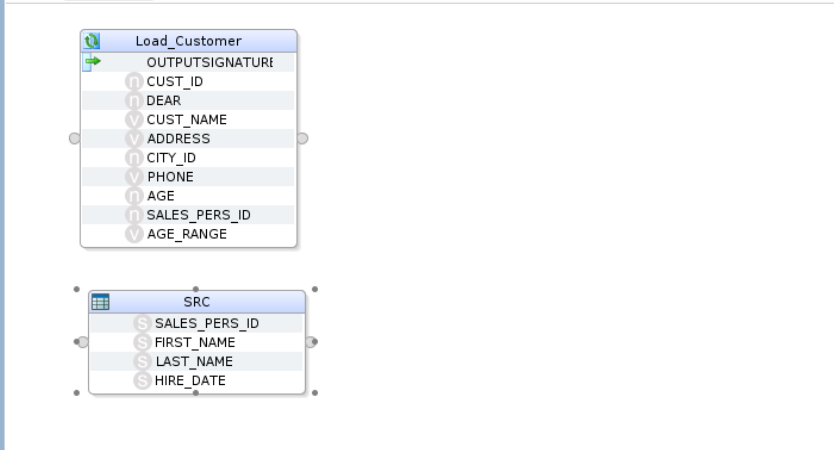 Load_Customer
OUTPUTSIGNATURE
n CUST_ID
n DEAR
v CUST_NAME
v ADDRESS
n CITY_ID
v PHONE
n AGE
n SALES_PERS_ID
v AGE_RANGE
SRC
S SALES_PERS_ID
S FIRST_NAME
S LAST_NAME
S HIRE_DATE